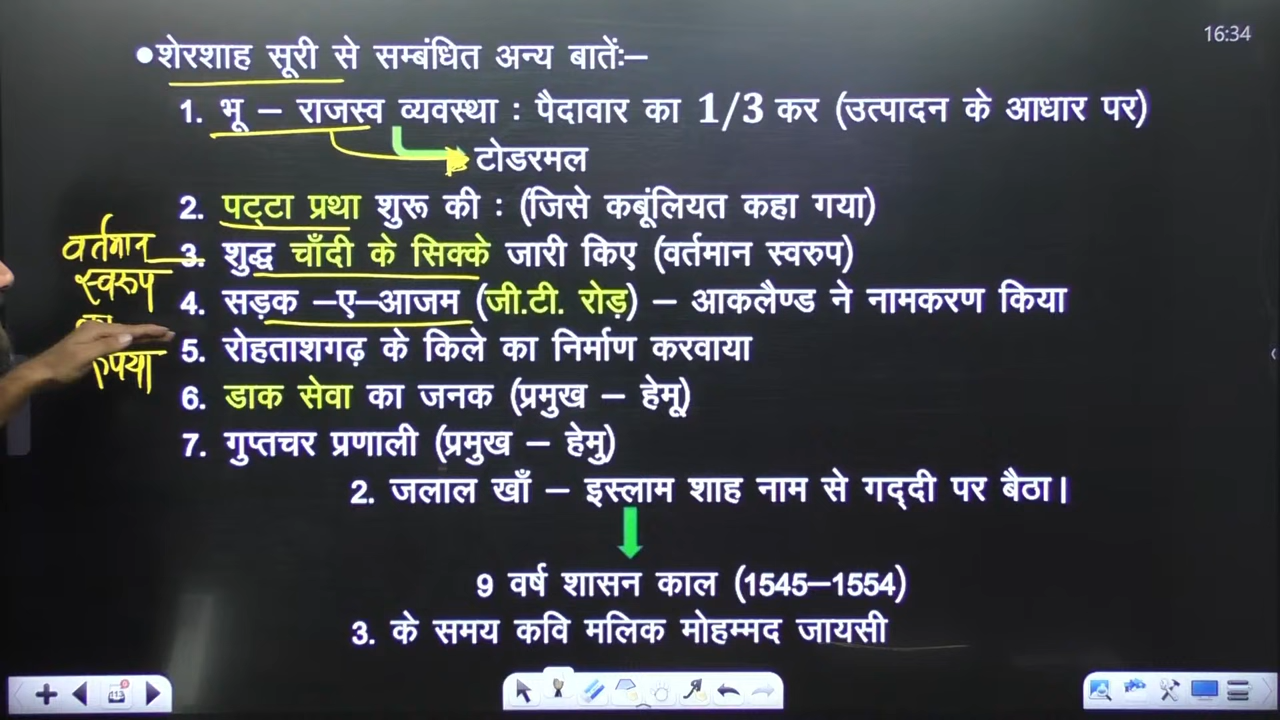 16:34
•शेरशाह सूरी से सम्बंधित अन्य बातें:–
1. भू – राजस्व व्यवस्था : पैदावार का 1/3 कर (उत्पादन के आधार पर)
टोडरमल
2. पट्टा प्रथा शुरू की : (जिसे कबूंलियत कहा गया)
3. शुद्ध चाँदी के सिक्के जारी किए (वर्तमान स्वरुप)
वर्तमान
स्वरुप
4. सड़क –ए–आजम (जी.टी. रोड़) – आकलैण्ड ने नामकरण किया
5. रोहताशगढ़ के किले का निर्माण करवाया
6. डाक सेवा का जनक (प्रमुख – हेमू)
7. गुप्तचर प्रणाली (प्रमुख – हेमु)
2. जलाल खाँ – इस्लाम शाह नाम से गद्दी पर बैठा।
9 वर्ष शासन काल (1545–1554)
3. के समय कवि मलिक मोहम्मद जायसी
413